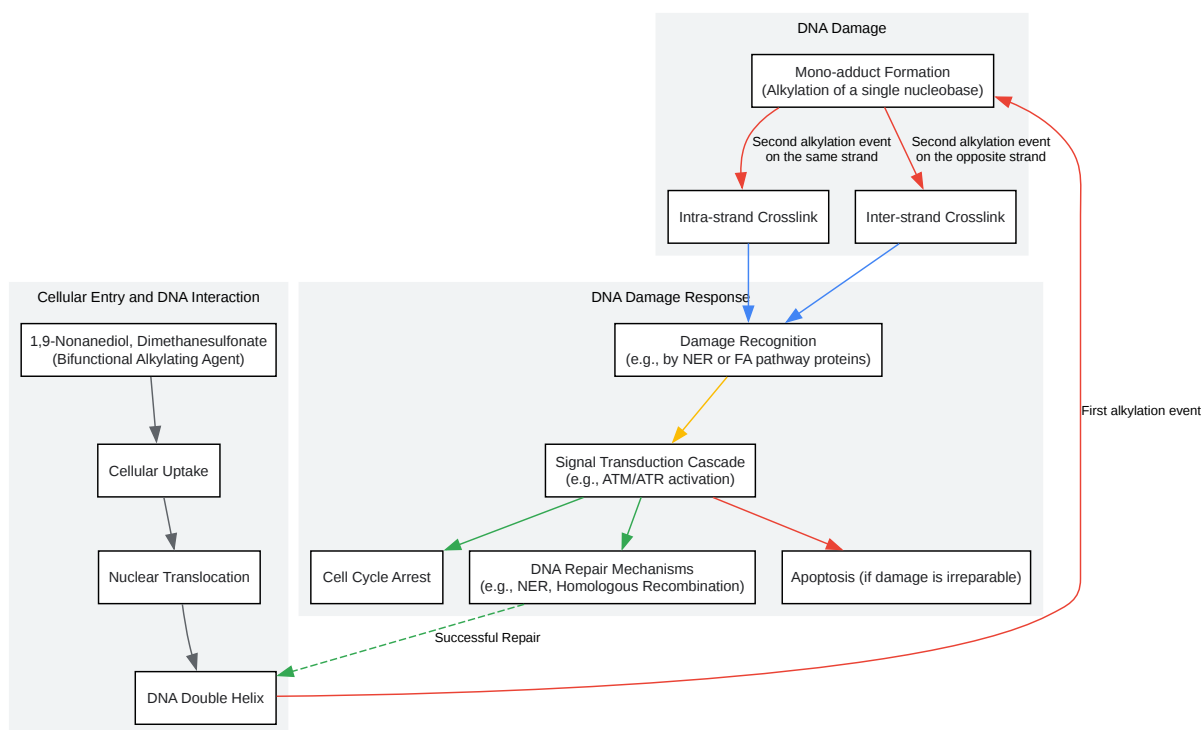 DNA Damage
Mono-adduct Formation
(Alkylation of a single nucleobase)
Second alkylation event
on the same strand
Second alkylation event
on the opposite strand
Intra-strand Crosslink
Inter-strand Crosslink
Cellular Entry and DNA Interaction
1,9-Nonanediol, Dimethanesulfonate
(Bifunctional Alkylating Agent)
Cellular Uptake
Nuclear Translocation
DNA Double Helix
DNA Damage Response
Damage Recognition
(e.g., by NER or FA pathway proteins)
Signal Transduction Cascade
(e.g., ATM/ATR activation)
Cell Cycle Arrest
DNA Repair Mechanisms
(e.g., NER, Homologous Recombination)
Apoptosis (if damage is irreparable)
Successful Repair
First alkylation event